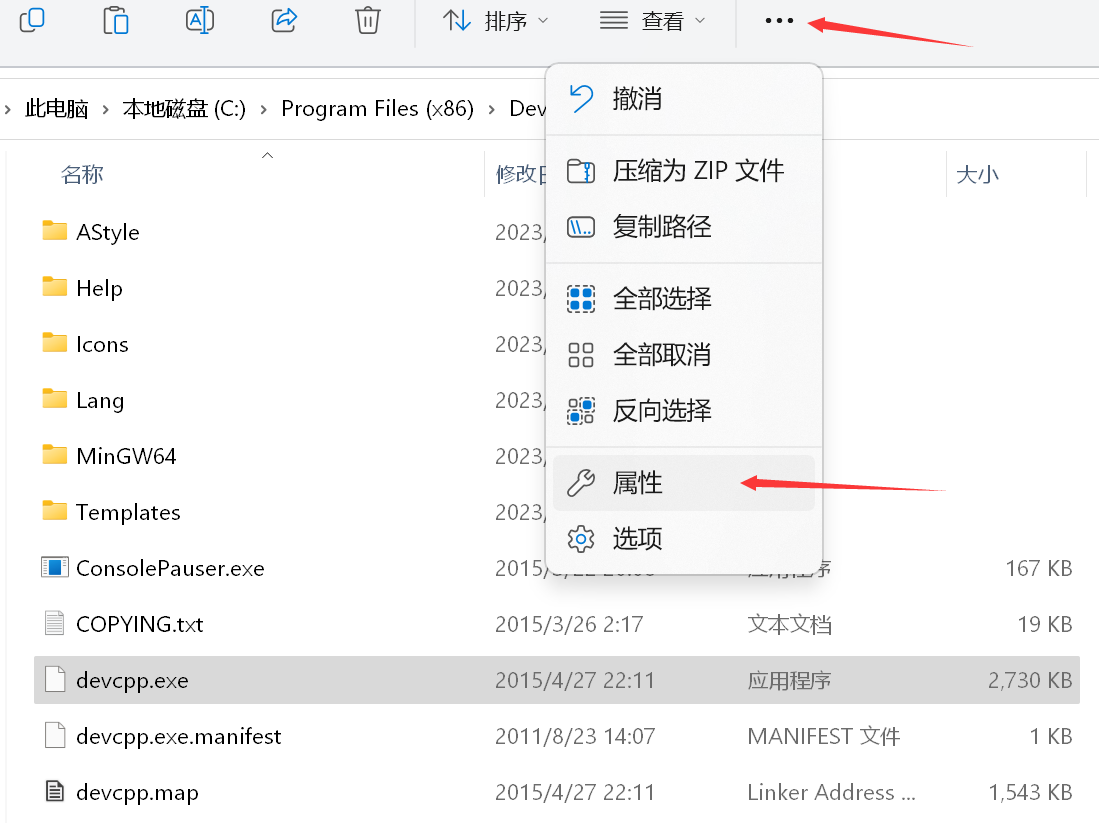 排序 查看
此电脑 本地磁盘 (C:) Program Files (x86) Dev
撤消
压缩为 ZIP 文件
复制路径
全部选择
全部取消
反向选择
属性
选项
名称 修改日 大小
AStyle 2023/
Help 2023/
Icons 2023/
Lang 2023/
MinGW64 2023/
Templates 2023/
ConsolePauser.exe 2015/ 应用程序 167 KB
COPYING.txt 2015/3/26 2:17 文本文档 19 KB
devcpp.exe 2015/4/27 22:11 应用程序 2,730 KB
devcpp.exe.manifest 2011/8/23 14:07 MANIFEST 文件 1 KB
devcpp.map 2015/4/27 22:11 Linker Address ... 1,543 KB